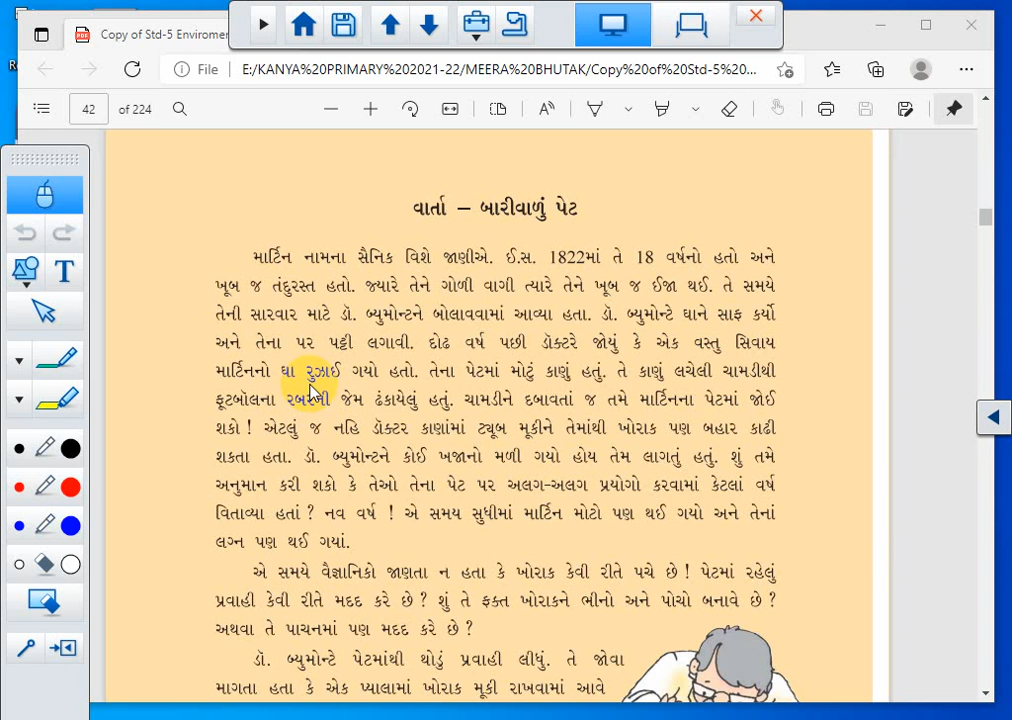 Copy of Std-5 Enviromen
File
E:/KANYA%20PRIMARY%202021-22/MEERA%20BHUTAK/Copy%20of%20Std-5%20...
42 of 224
વાર્તા – બારીવાળું પેટ
માર્ટિન નામના સૈનિક વિશે જાણીએ. ઈ.સ. 1822માં તે 18 વર્ષનો હતો અને
ખૂબ જ તંદુરસ્ત હતો. જ્યારે તેને ગોળી વાગી ત્યારે તેને ખૂબ જ ઈજા થઈ. તે સમયે
તેની સારવાર માટે ડૉ. બ્યુમોન્ટને બોલાવવામાં આવ્યા હતા. ડૉ. બ્યુમોન્ટે ઘાને સાફ કર્યો
અને તેના પર પટ્ટી લગાવી. દોઢ વર્ષ પછી ડૉક્ટરે જોયું કે એક વસ્તુ સિવાય
માર્ટિનનો ઘા રુઝાઈ ગયો હતો. તેના પેટમાં મોટું કાણું હતું. તે કાણું લચેલી ચામડીથી
ફૂટબૉલના રબરની જેમ ઢંકાયેલું હતું. ચામડીને દબાવતાં જ તમે માર્ટિનના પેટમાં જોઈ
શકો ! એટલું જ નહિ ડૉક્ટર કાણાંમાં ટ્યૂબ મૂકીને તેમાંથી ખોરાક પણ બહાર કાઢી
શકતા હતા. ડૉ. બ્યુમોન્ટને કોઈ ખજાનો મળી ગયો હોય તેમ લાગતું હતું. શું તમે
અનુમાન કરી શકો કે તેઓ તેના પેટ પર અલગ-અલગ પ્રયોગો કરવામાં કેટલાં વર્ષ
વિતાવ્યા હતાં ? નવ વર્ષ ! એ સમય સુધીમાં માર્ટિન મોટો પણ થઈ ગયો અને તેનાં
લગ્ન પણ થઈ ગયાં.
એ સમયે વૈજ્ઞાનિકો જાણતા ન હતા કે ખોરાક કેવી રીતે પચે છે ! પેટમાં રહેલું
પ્રવાહી કેવી રીતે મદદ કરે છે ? શું તે ફક્ત ખોરાકને ભીનો અને પોચો બનાવે છે ?
અથવા તે પાચનમાં પણ મદદ કરે છે ?
ડૉ. બ્યુમોન્ટે પેટમાંથી થોડું પ્રવાહી લીધું. તે જોવા
માગતા હતા કે એક પ્યાલામાં ખોરાક મૂકી રાખવામાં આવે